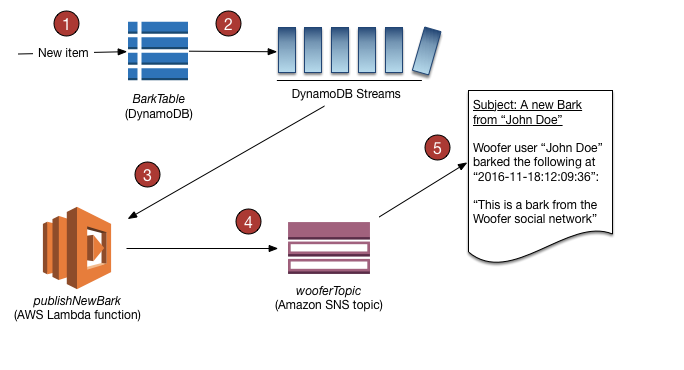 1
2
New item
BarkTable
(DynamoDB)
DynamoDB Streams
3
4
5
Subject: A new Bark
from “John Doe”
Woofer user “John Doe”
barked the following at
“2016-11-18:12:09:36”:
“This is a bark from the
Woofer social network”
publishNewBark
(AWS Lambda function)
wooferTopic
(Amazon SNS topic)